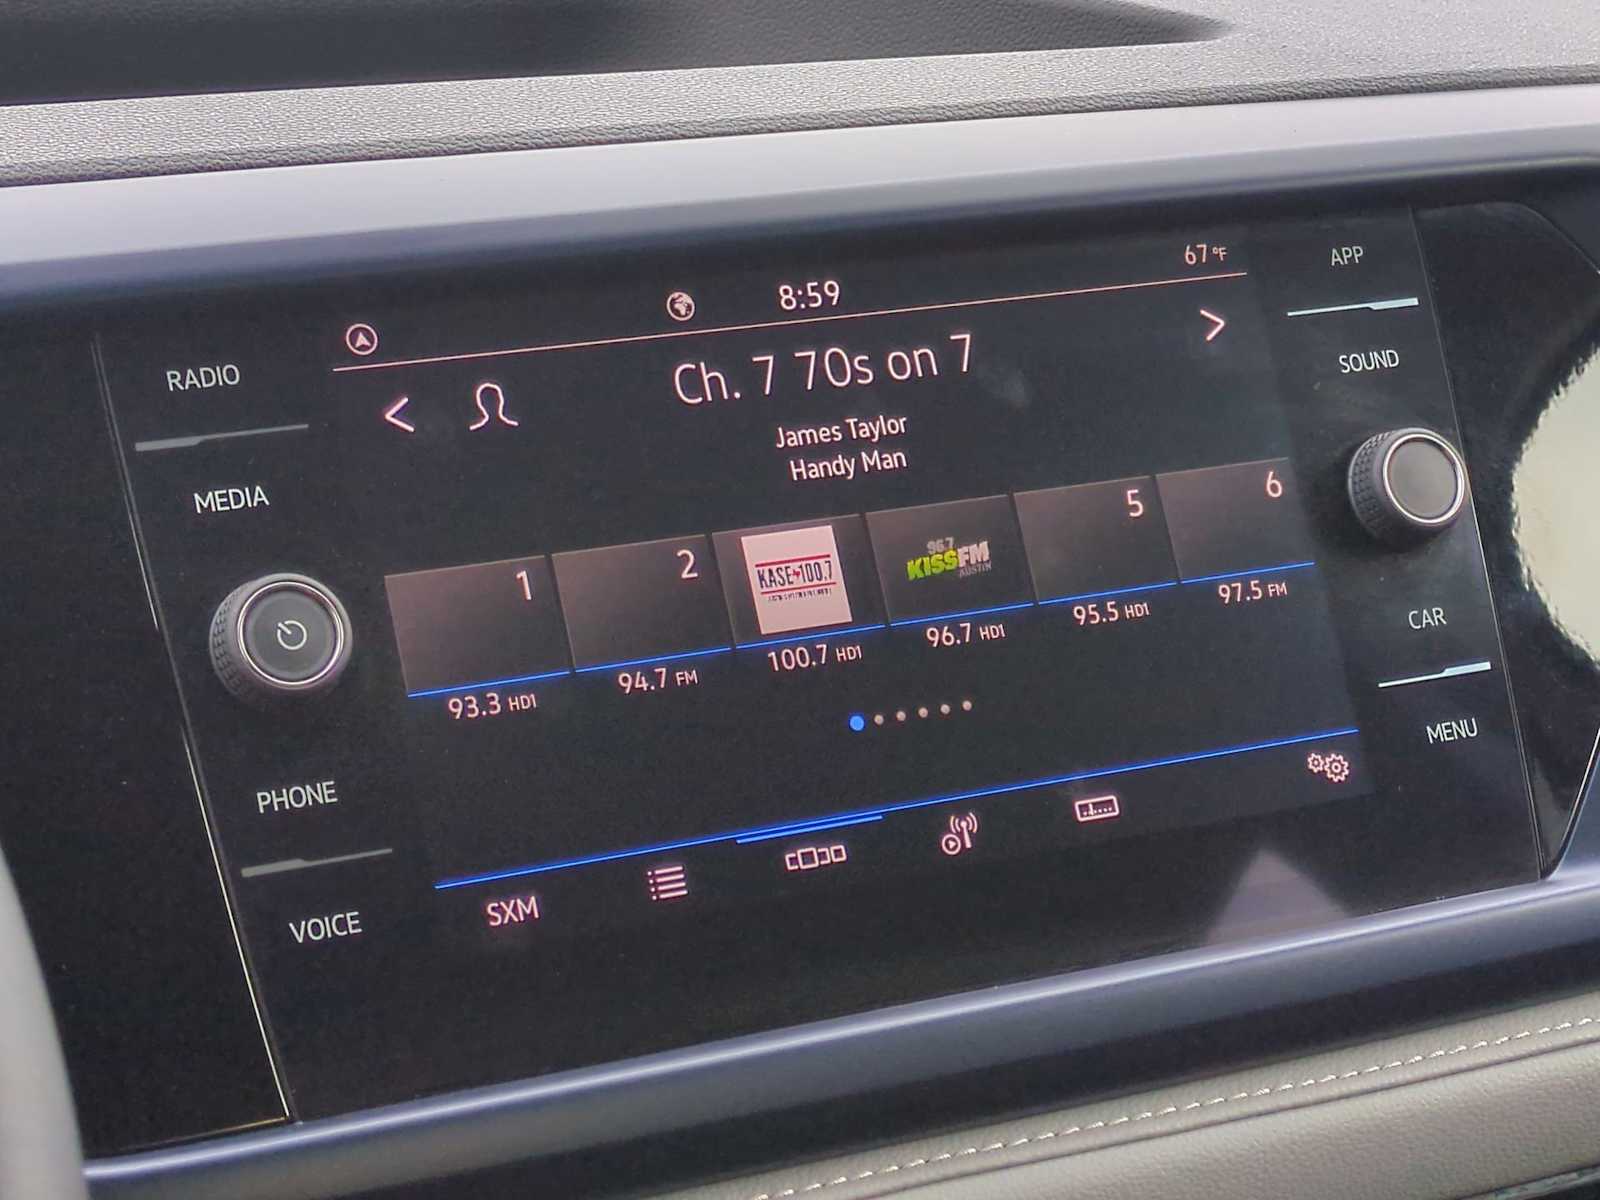 67°F
8:59
APP
RADIO
Ch. 7 70s on 7
SOUND
James Taylor
Handy Man
MEDIA
1
2
KASE 100.7
96.7
KISSFM
AUSTIN
5
6
93.3 HD1
94.7 FM
100.7 HD1
96.7 HD1
95.5 HD1
97.5 FM
CAR
PHONE
MENU
VOICE
SXM